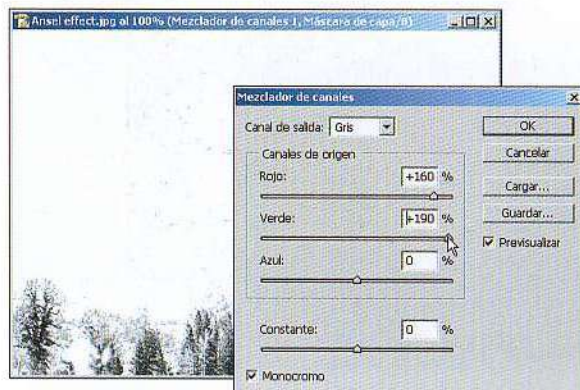 Ansel effect.jpg al 100% (Mezclador de canales 1, Máscara de capa/8)
Mezclador de canales
Canal de salida: Gris
OK
Canales de origen
Cancelar
Rojo: +160 %
Cargar...
Verde: +190 %
Guardar...
Previsualizar
Azul: 0 %
Constante: 0 %
Monocromo